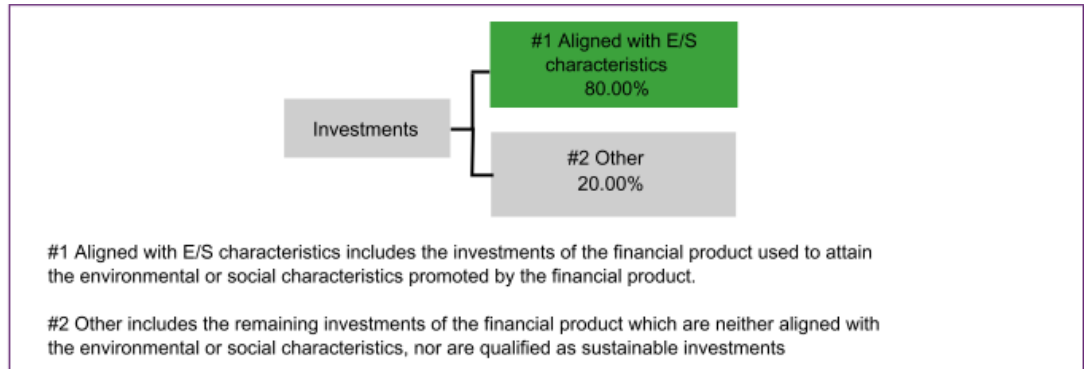 #1 Aligned with E/S
characteristics
80.00%
Investments
#2 Other
20.00%
#1 Aligned with E/S characteristics includes the investments of the financial product used to attain
the environmental or social characteristics promoted by the financial product.
#2 Other includes the remaining investments of the financial product which are neither aligned with
the environmental or social characteristics, nor are qualified as sustainable investments